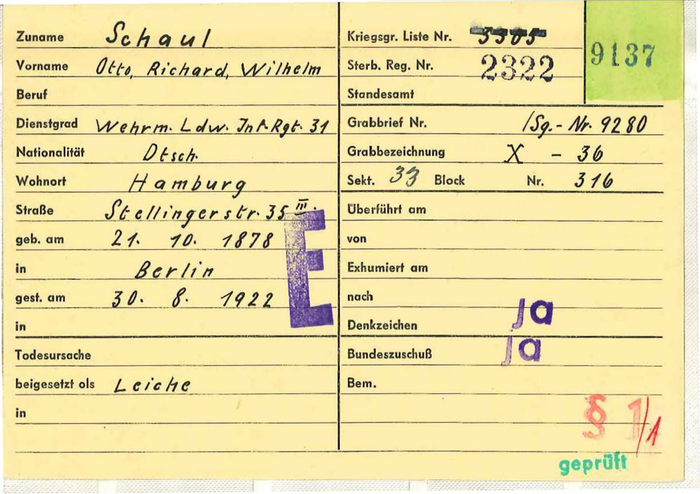 Zuname Schaul
Vorname Otto, Richard, Wilhelm
Beruf
Dienstgrad Wehrm. Ldw. Inf. Rgt. 31
Nationalität Dtsch.
Wohnort Hamburg
Straße Stellingerstr. 35 III.
geb. am 21. 10. 1878
in Berlin
gest. am 30. 8. 1922
in
E
Todesursache
beigesetzt als Leiche
in
Kriegsgr. Liste Nr.
Sterb. Reg. Nr. 2322
Standesamt
9137
Grabbrief Nr. /Sg.-Nr. 9280
Grabbezeichnung X - 36
Sekt. 33 Block Nr. 316
Überführt am
von
Exhumiert am
nach
Denkzeichen ja
Bundeszuschuß ja
Bem.
§ 1/1
geprüft